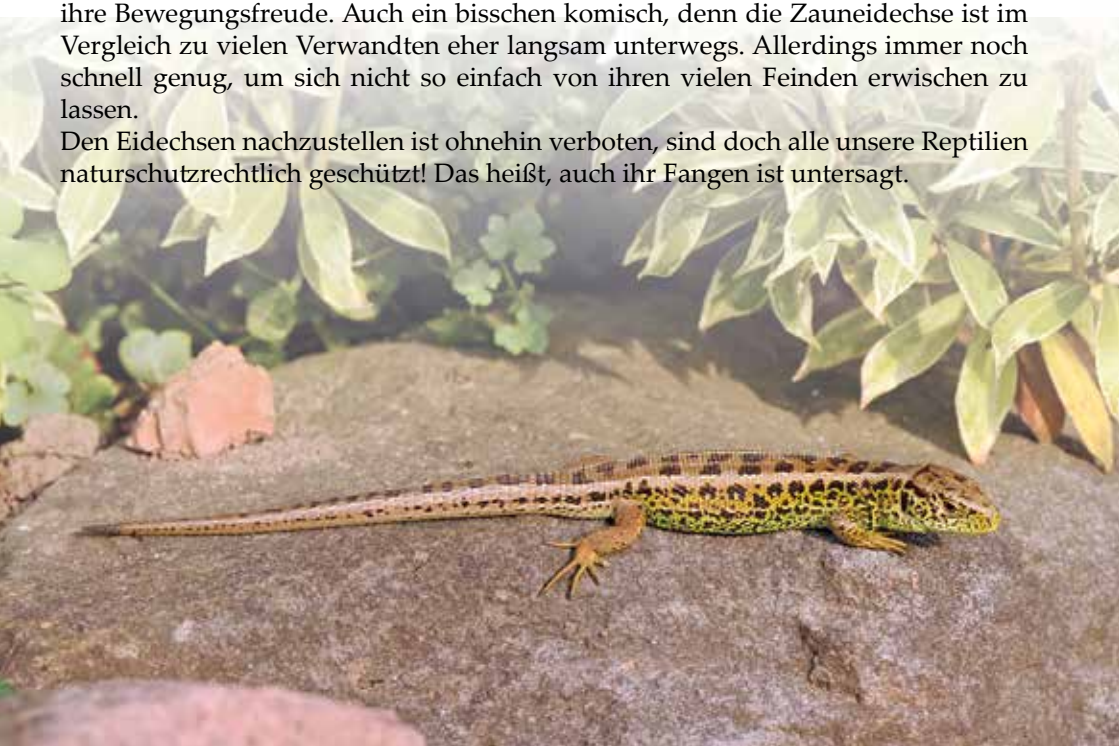 ihre Bewegungsfreude. Auch ein bisschen komisch, denn die Zauneidechse ist im
Vergleich zu vielen Verwandten eher langsam unterwegs. Allerdings immer noch
schnell genug, um sich nicht so einfach von ihren vielen Feinden erwischen zu
lassen.
Den Eidechsen nachzustellen ist ohnehin verboten, sind doch alle unsere Reptilien
naturschutzrechtlich geschützt! Das heißt, auch ihr Fangen ist untersagt.